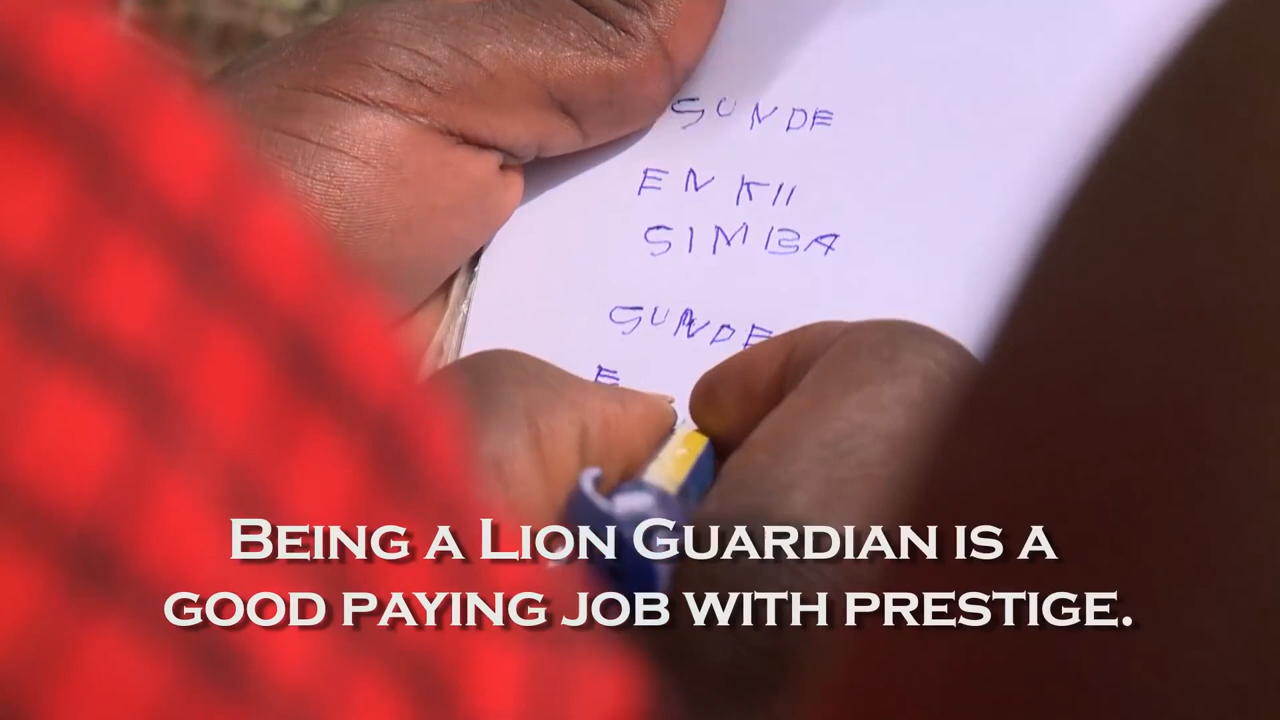 SUNDE
ENKII
SIMBA
SUNDE
E
BEING A LION GUARDIAN IS A
GOOD PAYING JOB WITH PRESTIGE.